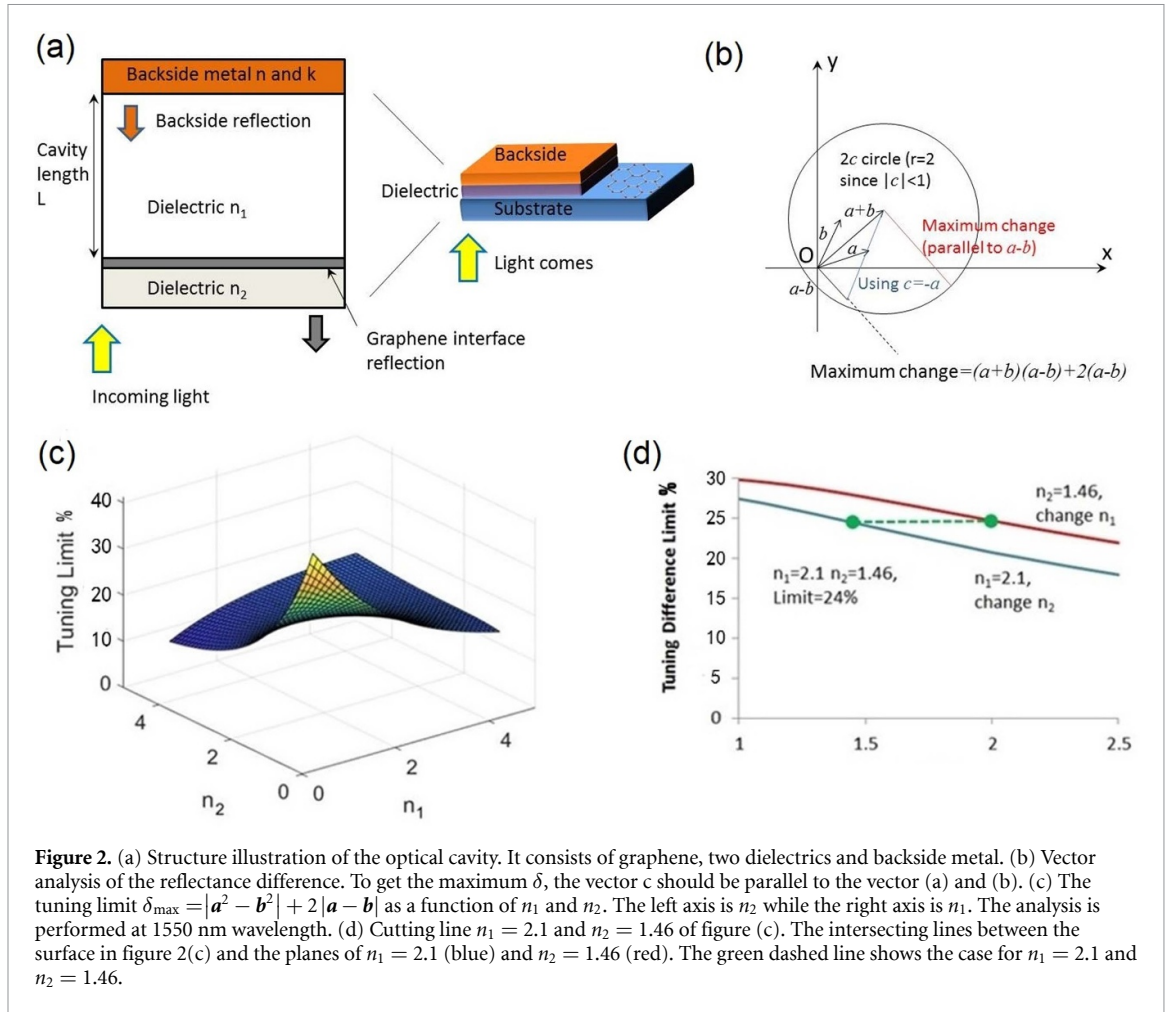 (a)
Backside metal n and k
Backside reflection
Cavity
length
L
Dielectric n₁
Dielectric n₂
Incoming light
Graphene interface
reflection
Backside
Dielectric
Substrate
Light comes
(b)
y
2c circle (r=2
since |c|<1)
a+b
b
a
O
x
a-b
Maximum change
(parallel to a-b)
Using c=-a
Maximum change=(a+b)(a-b)+2(a-b)
(c)
Tuning Limit %
40
30
20
10
0
4
2
0
n₂
0
2
4
n₁
(d)
Tuning Difference Limit %
30
25
20
15
10
5
0
1
1.5
2
2.5
n₂=1.46,
change n₁
n₁=2.1 n₂=1.46,
Limit=24%
n₁=2.1,
change n₂
Figure 2. (a) Structure illustration of the optical cavity. It consists of graphene, two dielectrics and backside metal. (b) Vector
analysis of the reflectance difference. To get the maximum δ, the vector c should be parallel to the vector (a) and (b). (c) The
tuning limit δmax =|a² − b²| + 2 |a − b| as a function of n₁ and n₂. The left axis is n₂ while the right axis is n₁. The analysis is
performed at 1550 nm wavelength. (d) Cutting line n₁ = 2.1 and n₂ = 1.46 of figure (c). The intersecting lines between the
surface in figure 2(c) and the planes of n₁ = 2.1 (blue) and n₂ = 1.46 (red). The green dashed line shows the case for n₁ = 2.1 and
n₂ = 1.46.